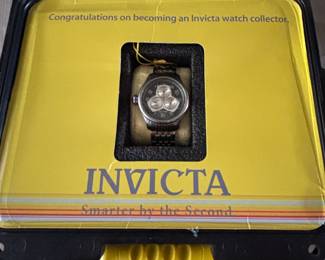 Congratulations on becoming an Invicta watch collector.
INVICTA
Smarter by the Second